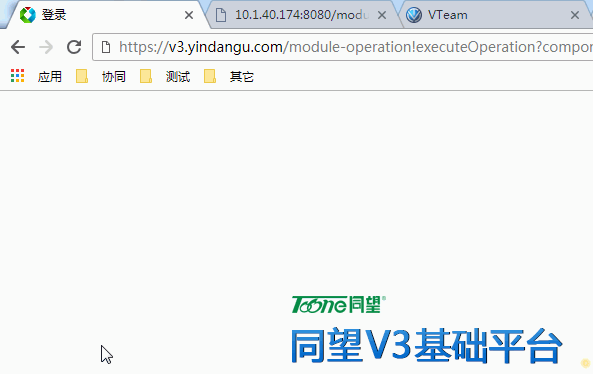 登录
10.1.40.174:8080/modu
VTeam
https://v3.yindangu.com/module-operation!executeOperation?compor
应用
协同
测试
其它
Toone同望®
同望V3基础平台